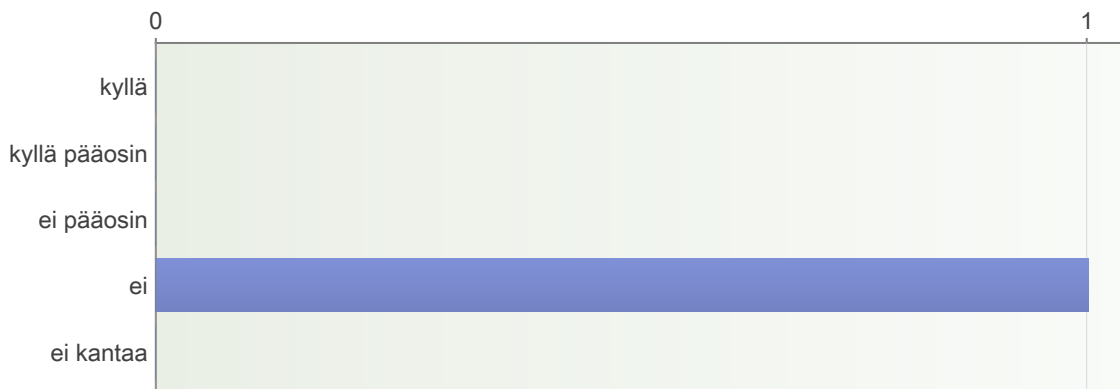 0 1
kyllä
kyllä pääosin
ei pääosin
ei
ei kantaa